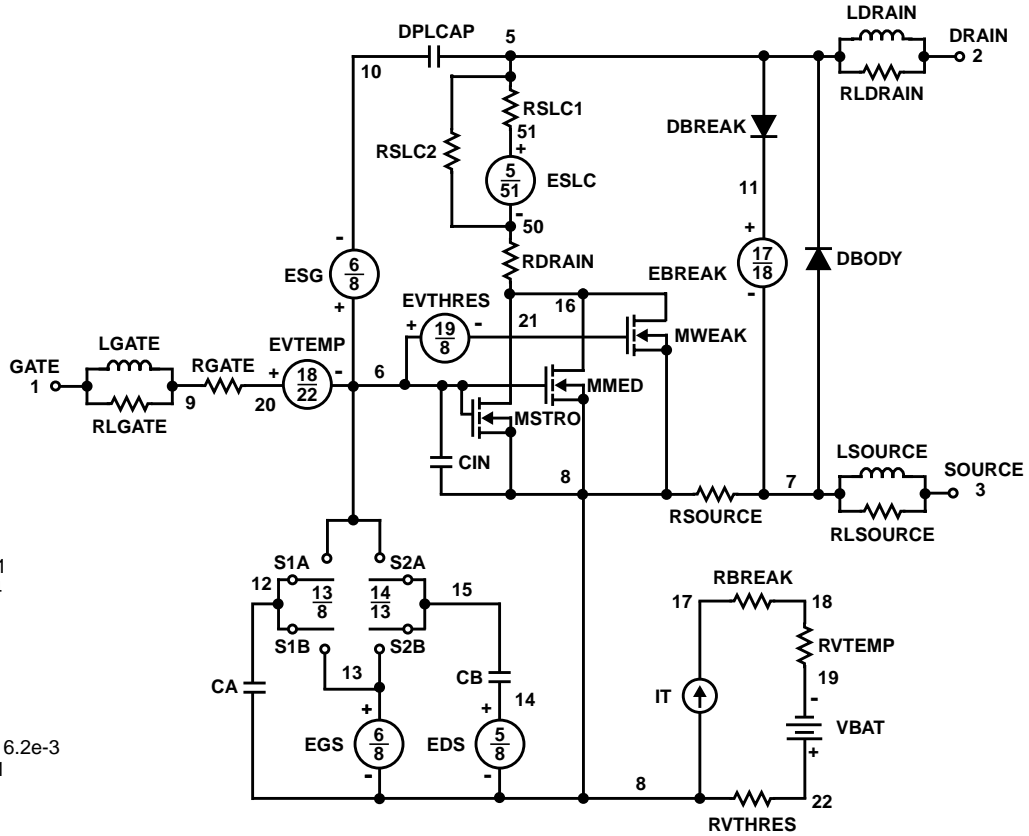 LDRAIN
DPLCAP
5
DRAIN
2
10
RLDRAIN
RSLC1
DBREAK
51
+
RSLC2
5
51
ESLC
11
-
50
+
-
RDRAIN
17
18
EBREAK
DBODY
6
8
ESG
+
EVTHRES
16
-
+
19
8
-
21
MWEAK
LGATE
EVTEMP
GATE
1
RGATE
+
18
22
-
6
MMED
9
20
MSTRO
RLGATE
LSOURCE
CIN
8
7
SOURCE
3
RSOURCE
RLSOURCE
S1A
S2A
12
13
8
14
13
15
RBREAK
17
18
S1B
S2B
RVTEMP
13
CB
19
CA
14
IT
-
+
+
VBAT
6.2e-3
EGS
6
8
EDS
5
8
+
-
-
8
22
RVTHRES